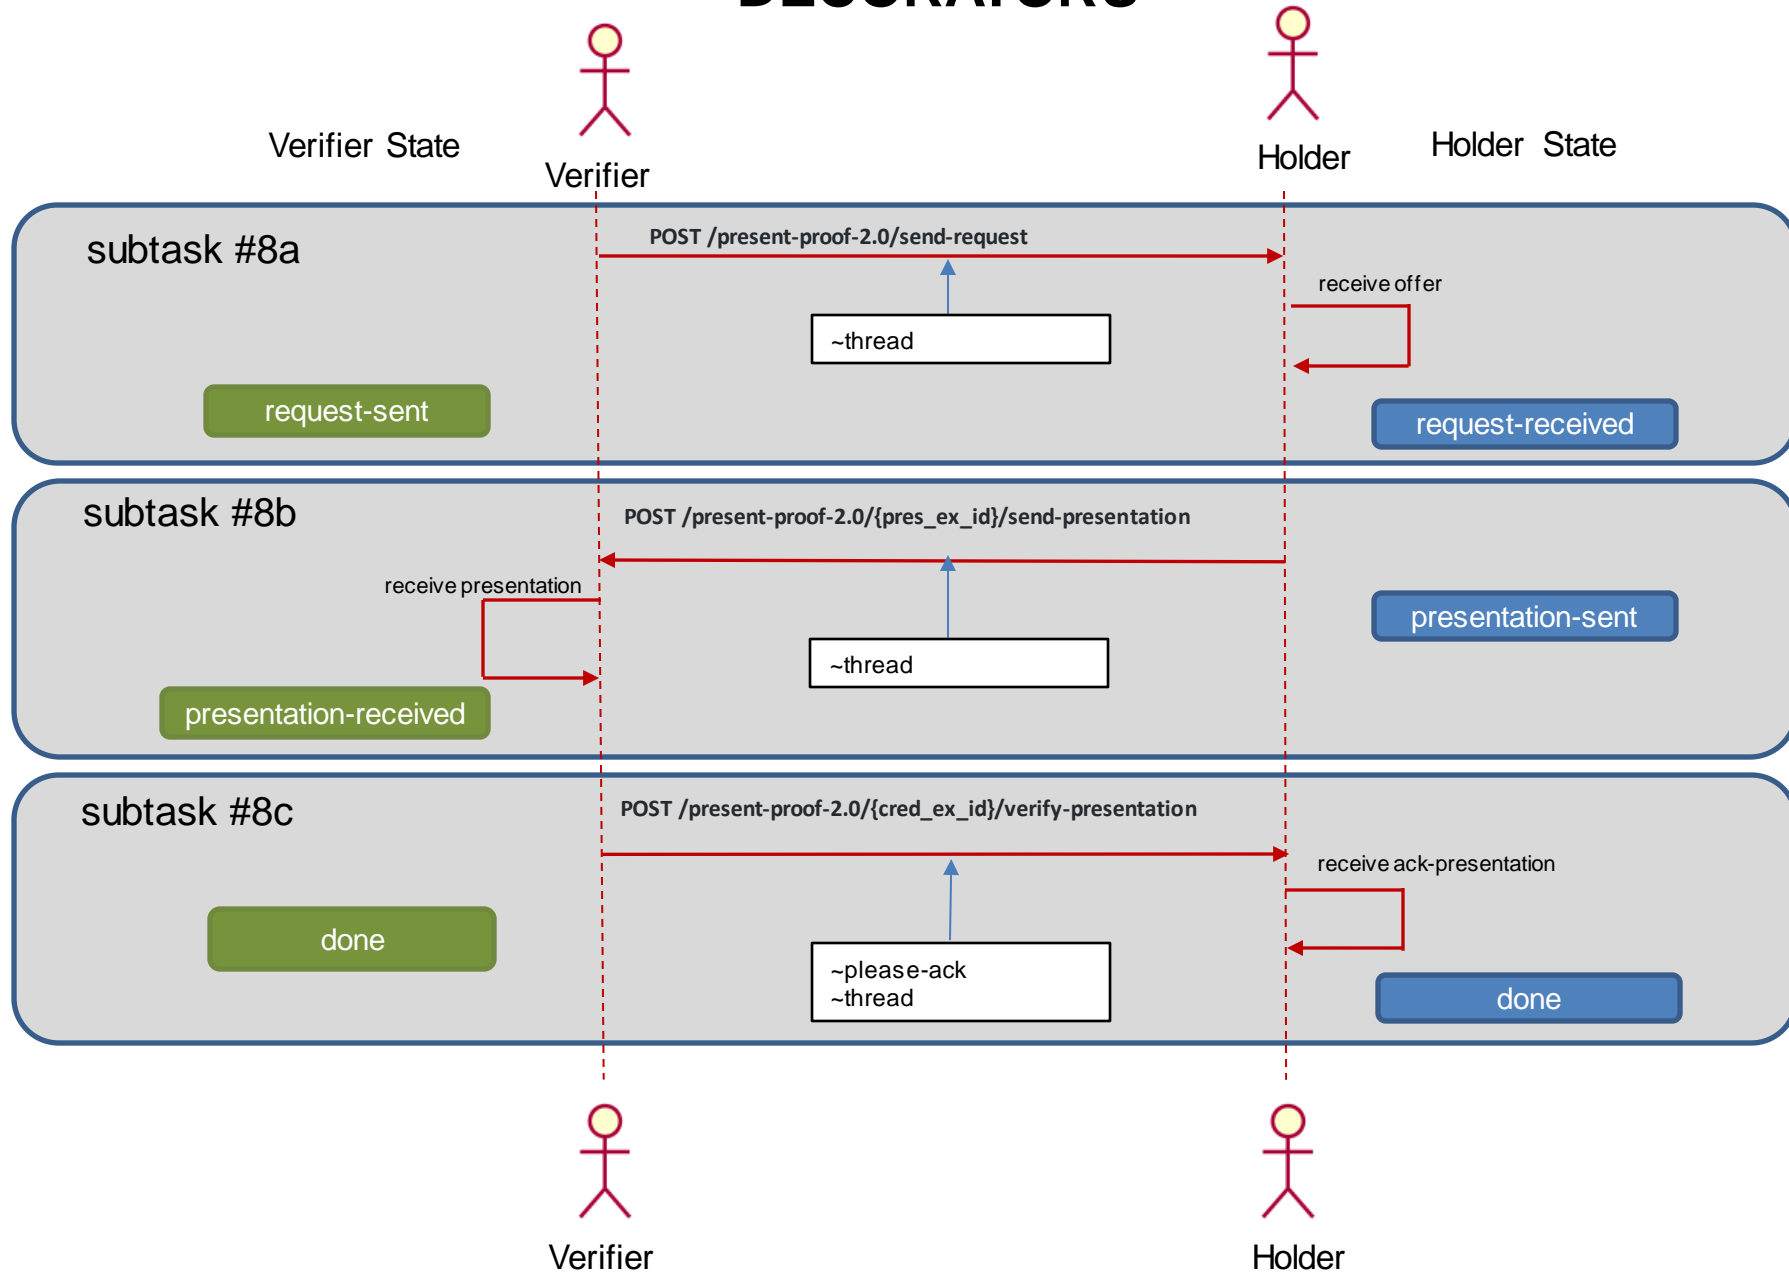 DECORATORS
Verifier State
Verifier
Holder
Holder State
subtask #8a
POST /present-proof-2.0/send-request
receive offer
~thread
request-sent
request-received
subtask #8b
POST /present-proof-2.0/{pres_ex_id}/send-presentation
receive presentation
presentation-sent
~thread
presentation-received
subtask #8c
POST /present-proof-2.0/{cred_ex_id}/verify-presentation
receive ack-presentation
done
~please-ack
~thread
done
Verifier
Holder